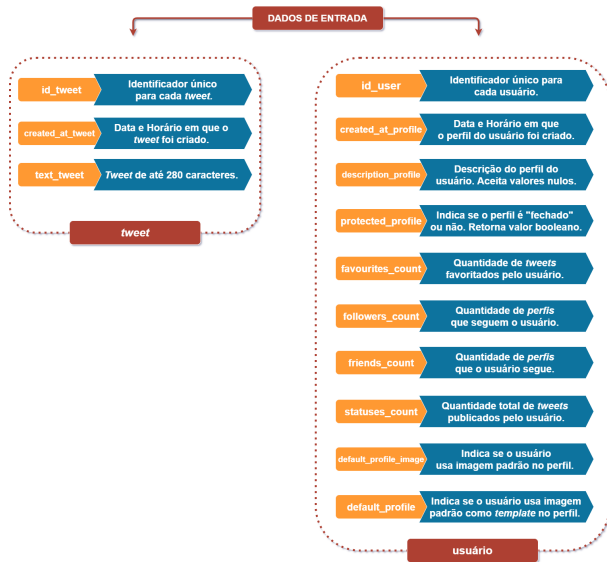 DADOS DE ENTRADA
id_tweet
Identificador único
para cada tweet.
created_at_tweet
Data e Horário em que o
tweet foi criado.
text_tweet
Tweet de até 280 caracteres.
tweet
id_user
Identificador único para
cada usuário.
created_at_profile
Data e Horário em que
o perfil do usuário foi criado.
description_profile
Descrição do perfil do
usuário. Aceita valores nulos.
protected_profile
Indica se o perfil é "fechado"
ou não. Retorna valor booleano.
favourites_count
Quantidade de tweets
favoritados pelo usuário.
followers_count
Quantidade de perfis
que seguem o usuário.
friends_count
Quantidade de perfis
que o usuário segue.
statuses_count
Quantidade total de tweets
publicados pelo usuário.
default_profile_image
Indica se o usuário
usa imagem padrão no perfil.
default_profile
Indica se o usuário usa imagem
padrão como template no perfil.
usuário